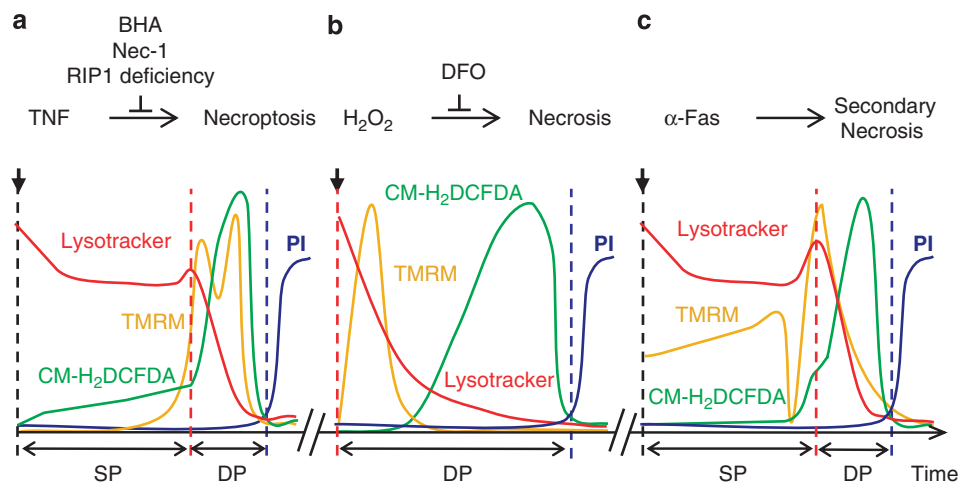 a
BHA
Nec-1
RIP1 deficiency
TNF
Necroptosis
Lysotracker
TMRM
CM-H₂DCFDA
PI
SP
DP
b
DFO
H₂O₂
Necrosis
CM-H₂DCFDA
TMRM
Lysotracker
PI
DP
c
α-Fas
Secondary
Necrosis
Lysotracker
TMRM
CM-H₂DCFDA
PI
SP
DP
Time